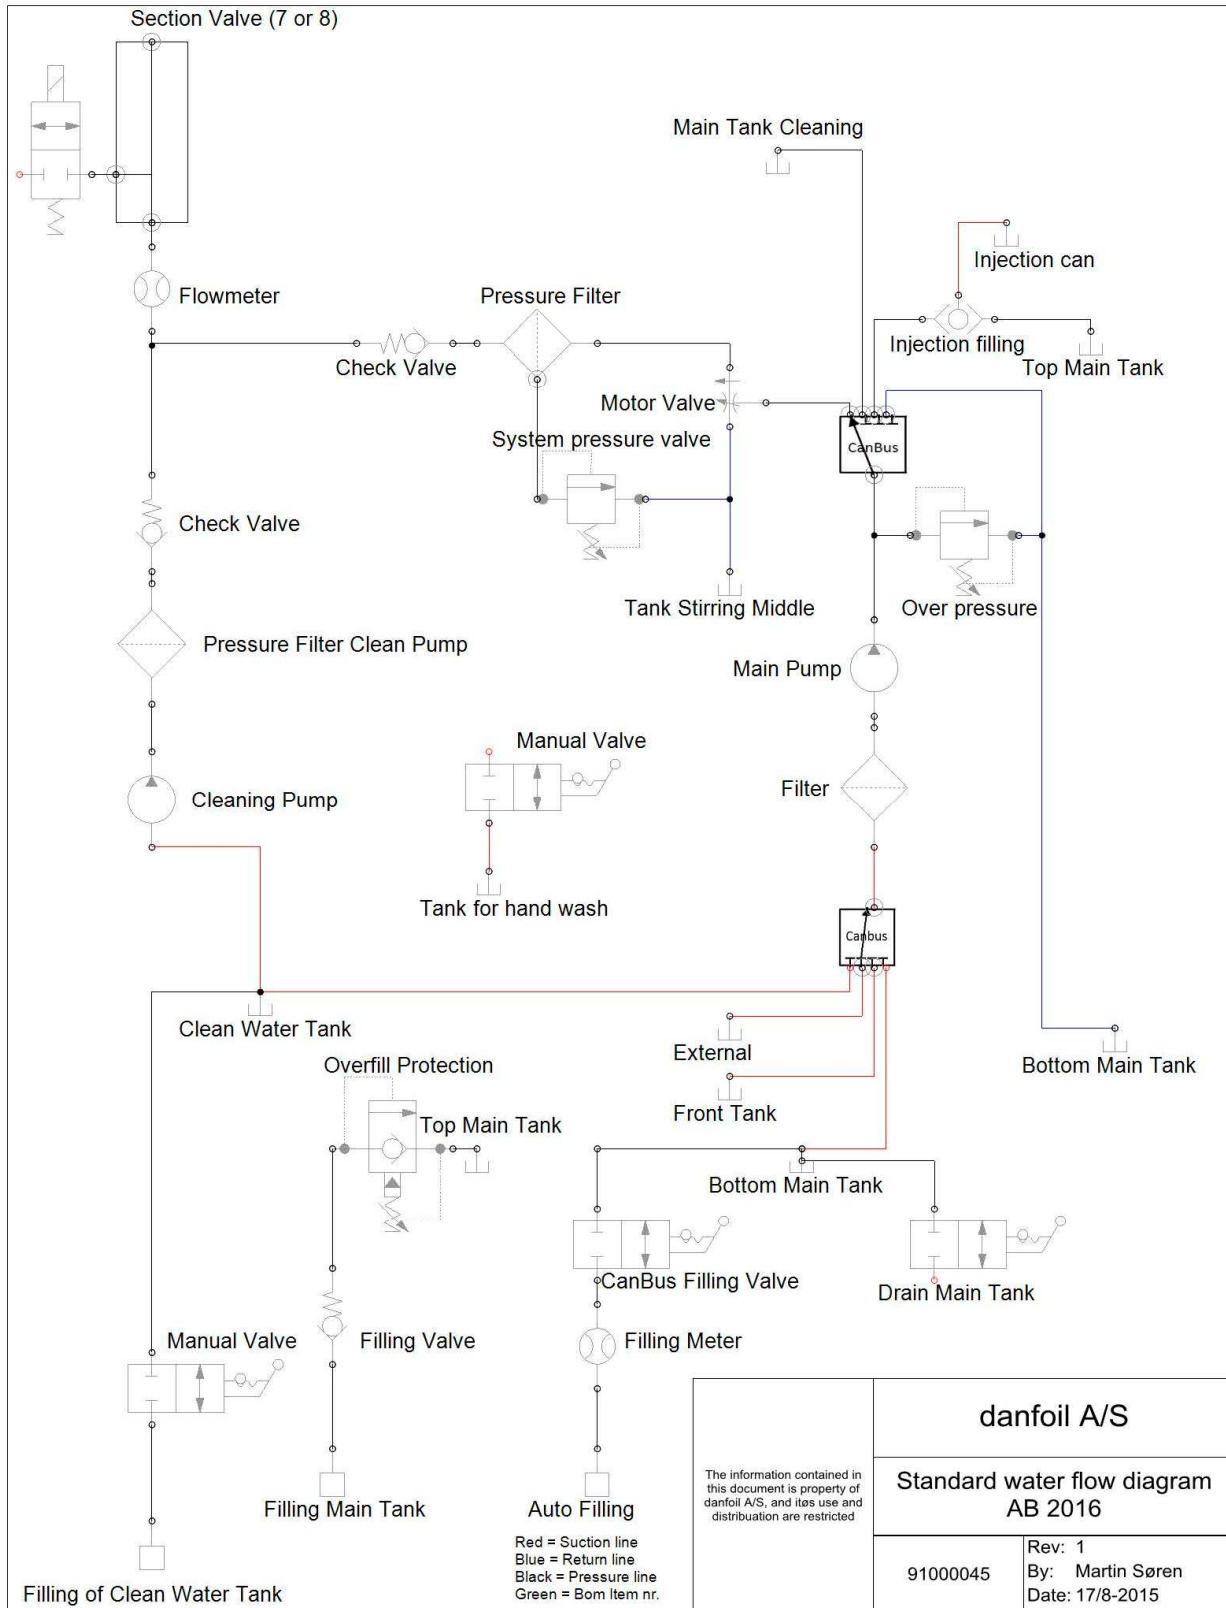 Section Valve (7 or 8)
Main Tank Cleaning
Injection can
Flowmeter
Pressure Filter
Injection filling
Top Main Tank
Check Valve
Motor Valve
System pressure valve
CanBus
Check Valve
Tank Stirring Middle
Over pressure
Pressure Filter Clean Pump
Main Pump
Manual Valve
Cleaning Pump
Filter
Tank for hand wash
Canbus
Clean Water Tank
External
Overfill Protection
Bottom Main Tank
Front Tank
Top Main Tank
Bottom Main Tank
CanBus Filling Valve
Drain Main Tank
Manual Valve
Filling Valve
Filling Meter
Filling Main Tank
Auto Filling
Filling of Clean Water Tank
Red = Suction line
Blue = Return line
Black = Pressure line
Green = Bom Item nr.
The information contained in
this document is property of
danfoil A/S, and itøs use and
distribuation are restricted
danfoil A/S
Standard water flow diagram
AB 2016
91000045
Rev: 1
By: Martin Søren
Date: 17/8-2015